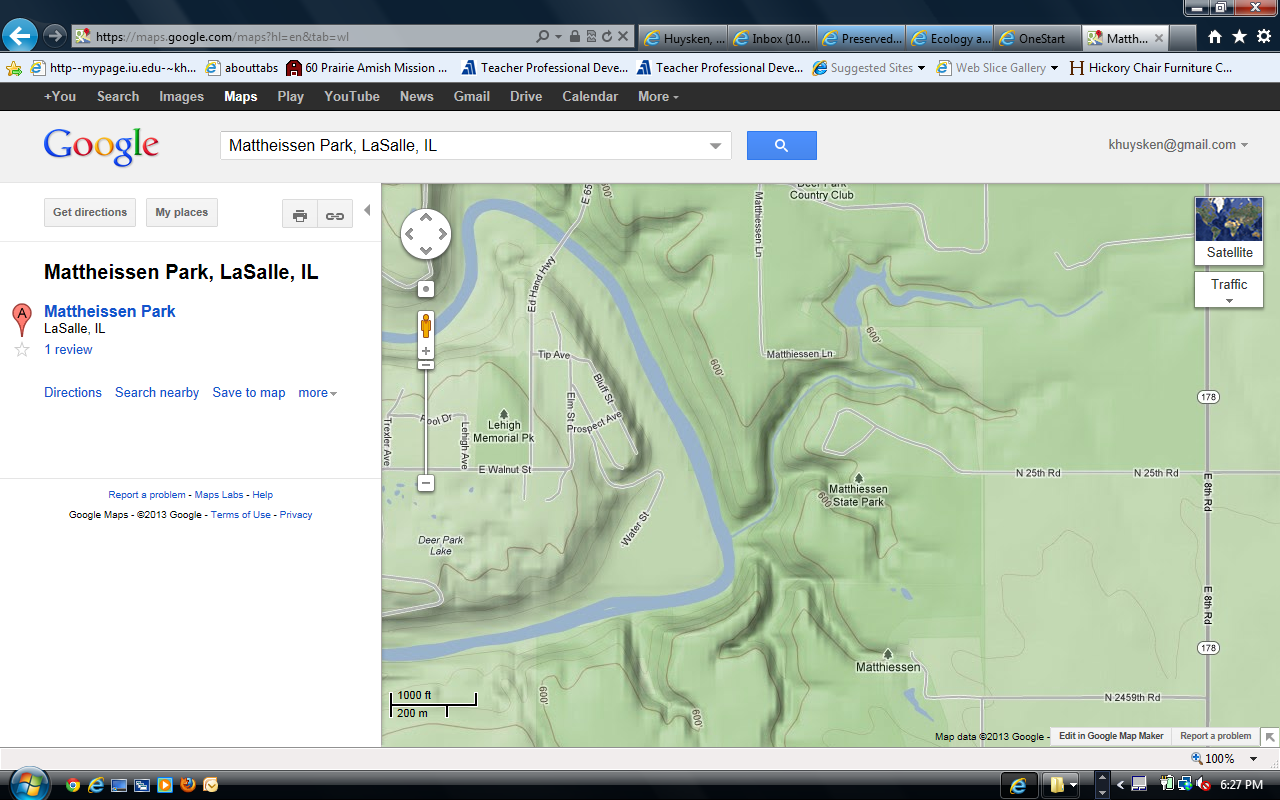 https://maps.google.com/maps?hl=en&tab=wl
Huysken, ...
Inbox (10...
Preserved...
Ecology a...
OneStart
Matth...
http--mypage.iu.edu-~kh...
abouttabs
60 Prairie Amish Mission ...
Teacher Professional Deve...
Teacher Professional Deve...
Suggested Sites
Web Slice Gallery
Hickory Chair Furniture C...
+You Search Images Maps Play YouTube News Gmail Drive Calendar More
Google
Mattheissen Park, LaSalle, IL
khuysken@gmail.com
Get directions
My places
Mattheissen Park, LaSalle, IL
A
Mattheissen Park
LaSalle, IL
1 review
Directions Search nearby Save to map more
Report a problem - Maps Labs - Help
Google Maps - ©2013 Google - Terms of Use - Privacy
E 65
600'
Matthiessen Ln
Deer Park
Country Club
Satellite
Traffic
Ed Hand Hwy
600'
Tip Ave
Matthiessen Ln
600'
Bluff St
Elm St
Prospect Ave
178
Trexler Ave
ool Dr
Lehigh Ave
Lehigh
Memorial Pk
E Walnut St
N 25th Rd
N 25th Rd
E 8th Rd
Matthiessen
State Park
600'
Water St
Deer Park
Lake
E 8th Rd
178
Matthiessen
600'
600'
N 2459th Rd
1000 ft
200 m
Map data ©2013 Google -
Edit in Google Map Maker
Report a problem
100%
6:27 PM